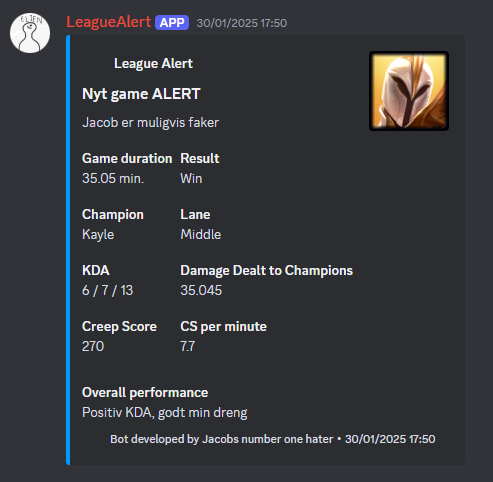 ELIEN
LeagueAlert APP 30/01/2025 17:50
League Alert
Nyt game ALERT
Jacob er muligvis faker
Game duration Result
35.05 min. Win
Champion Lane
Kayle Middle
KDA Damage Dealt to Champions
6 / 7 / 13 35.045
Creep Score CS per minute
270 7.7
Overall performance
Positiv KDA, godt min dreng
Bot developed by Jacobs number one hater • 30/01/2025 17:50